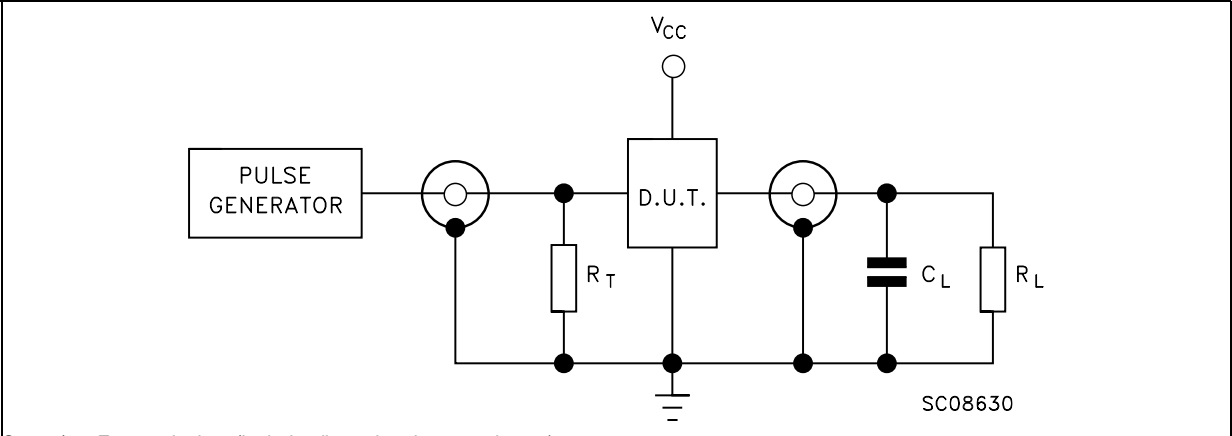 VCC
PULSE
GENERATOR
D.U.T.
RT
CL
RL
SC08630